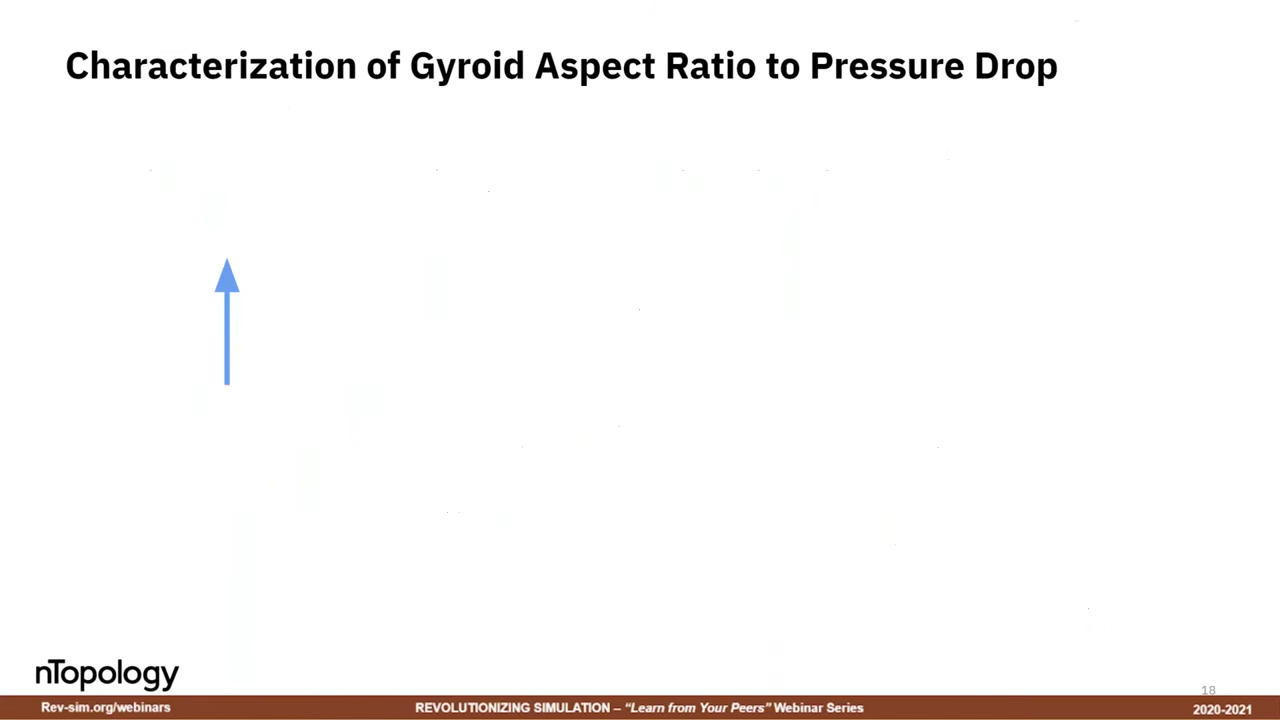 Characterization of Gyroid Aspect Ratio to Pressure Drop
nTopology
18
Rev-sim.org/webinars
REVOLUTIONIZING SIMULATION – “Learn from Your Peers” Webinar Series
2020-2021